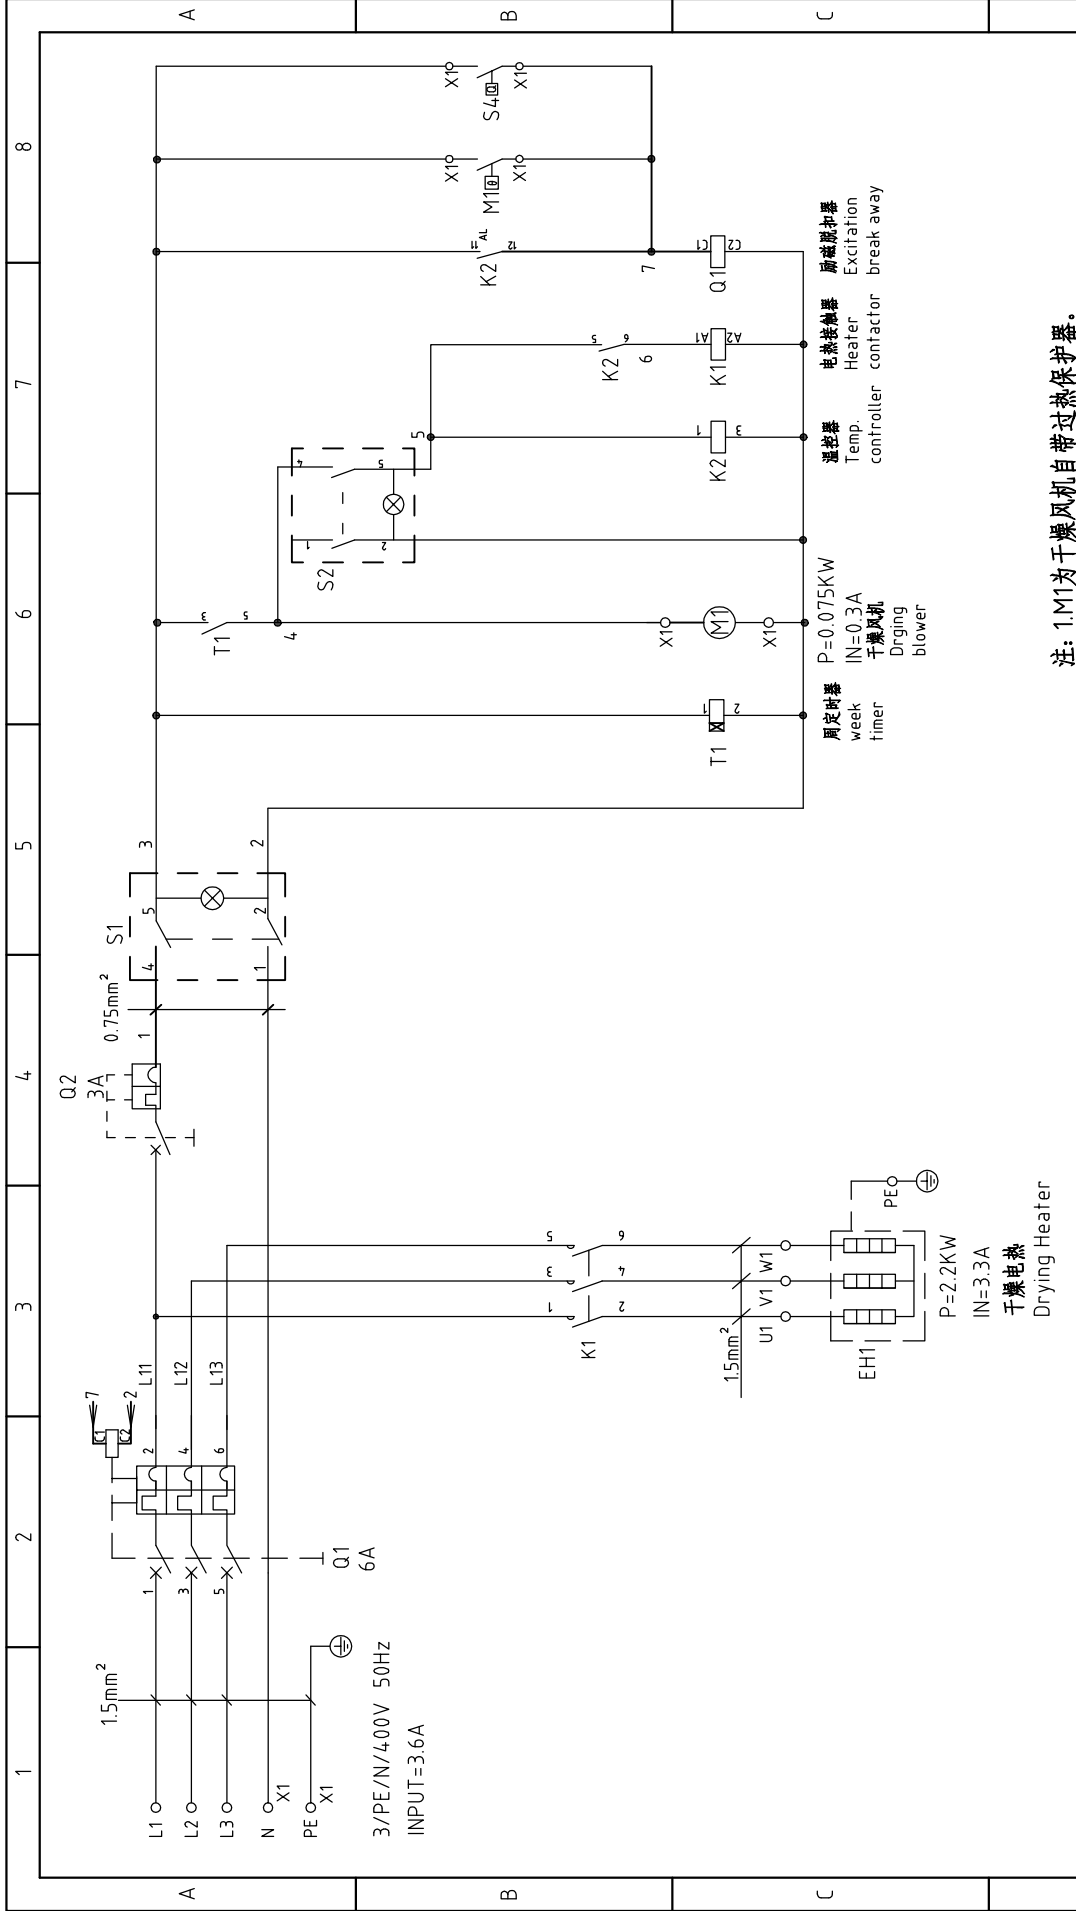 1 2 3 4 5 6 7 8
A
A
B
B
C
C
L1
L2
L3
N
X1
PE
X1
1.5mm²
3/PE/N/400V 50Hz
INPUT=3.6A
1
3
5
Q1
6A
2
4
6
C1
C2
7
2
L11
L12
L13
K1
1
3
5
2
4
6
1.5mm²
U1
V1
W1
EH1
PE
P=2.2KW
IN=3.3A
干燥电热
Drying Heater
Q2
3A
1
0.75mm²
S1
4
5
1
2
3
2
T1
1
2
周定时器
week
timer
T1
3
5
4
X1
M1
X1
P=0.075KW
IN=0.3A
干燥风机
Drging
blower
S2
1
2
4
5
5
K2
1
3
温控器
Temp.
controller
K2
5
6
6
K1
A1
A2
电热接触器
Heater
contactor
K2
11
AL
12
7
Q1
C1
C2
励磁脱扣器
Excitation
break away
X1
M1
θ
X1
X1
S4
Q
X1
注: 1.M1为干燥风机自带过热保护器。